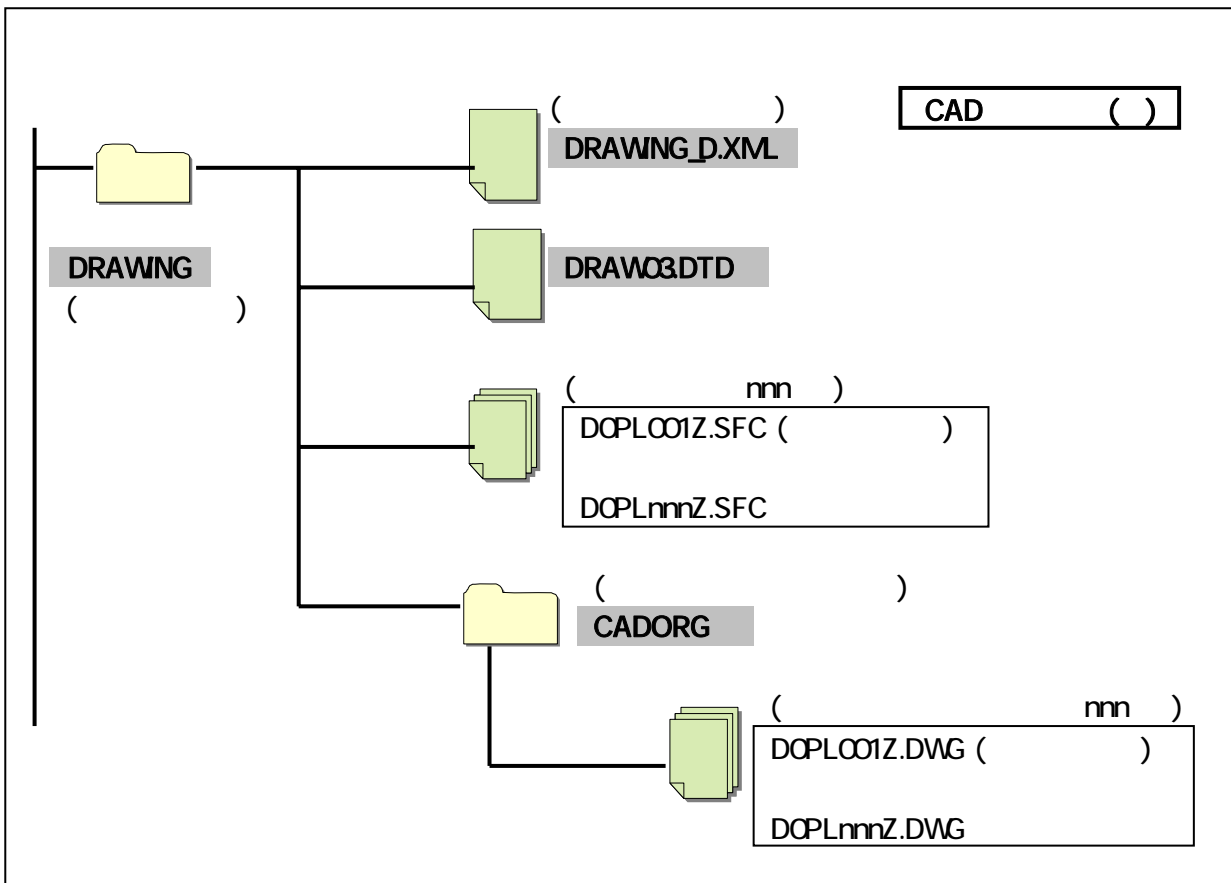 CAD ( )
( )
DRAWING_D.XML
DRAWING
( )
DRAW03.DTD
( nnn )
D0PL001Z.SFC ( )
D0PLnnnZ.SFC
( )
CADORG
( nnn )
D0PL001Z.DWG ( )
D0PLnnnZ.DWG